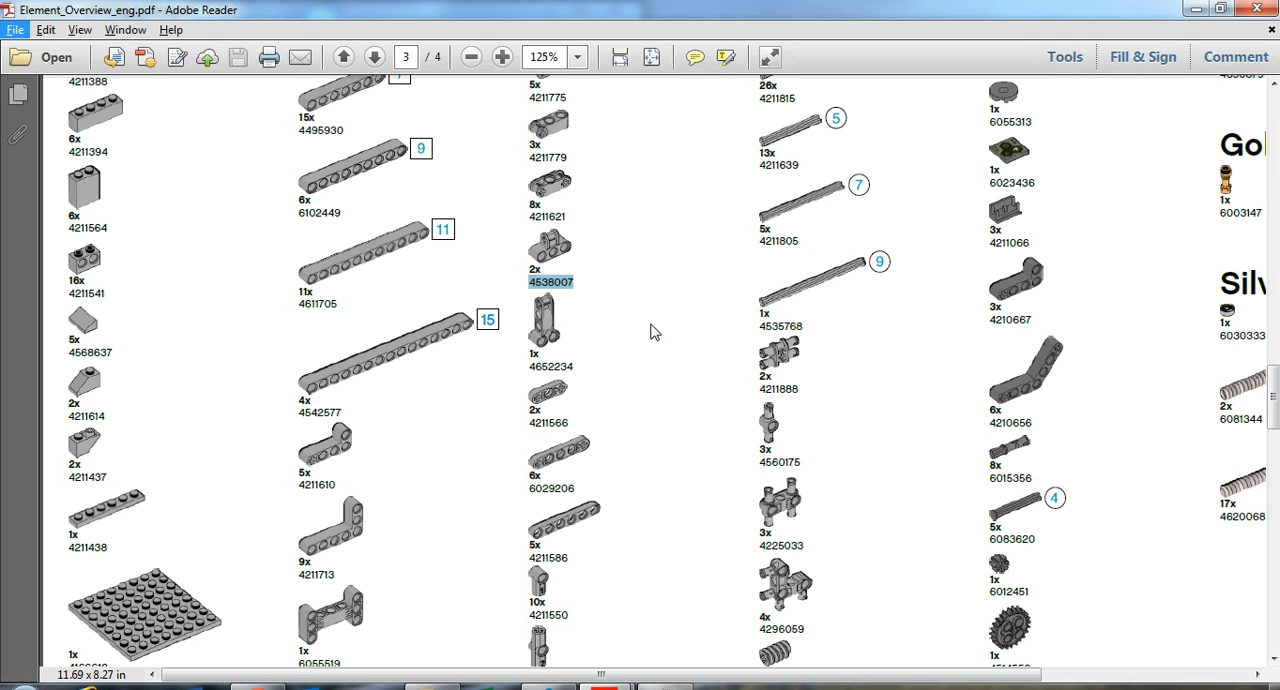 Element_Overview_eng.pdf - Adobe Reader
File Edit View Window Help
Open 3 / 4 125% Tools Fill & Sign Comment
4211388
6x
4211394
6x
4211564
16x
4211541
5x
4568637
2x
4211614
2x
4211437
1x
4211438
1x
15x
4495930
9
6x
6102449
11
11x
4611705
15
4x
4542577
5x
4211610
9x
4211713
1x
6055519
5x
4211775
3x
4211779
8x
4211621
2x
4538007
1x
4652234
2x
4211566
6x
6029206
5x
4211586
10x
4211550
26x
4211815
5
13x
4211639
7
5x
4211805
9
1x
4535768
2x
4211888
3x
4560175
3x
4225033
4x
4296059
1x
6055313
1x
6023436
3x
4211066
3x
4210667
6x
4210656
8x
6015356
4
5x
6083620
1x
6012451
1x
Gol
1x
6003147
Silv
1x
6030333
2x
6081344
17x
4620068
11.69 x 8.27 in